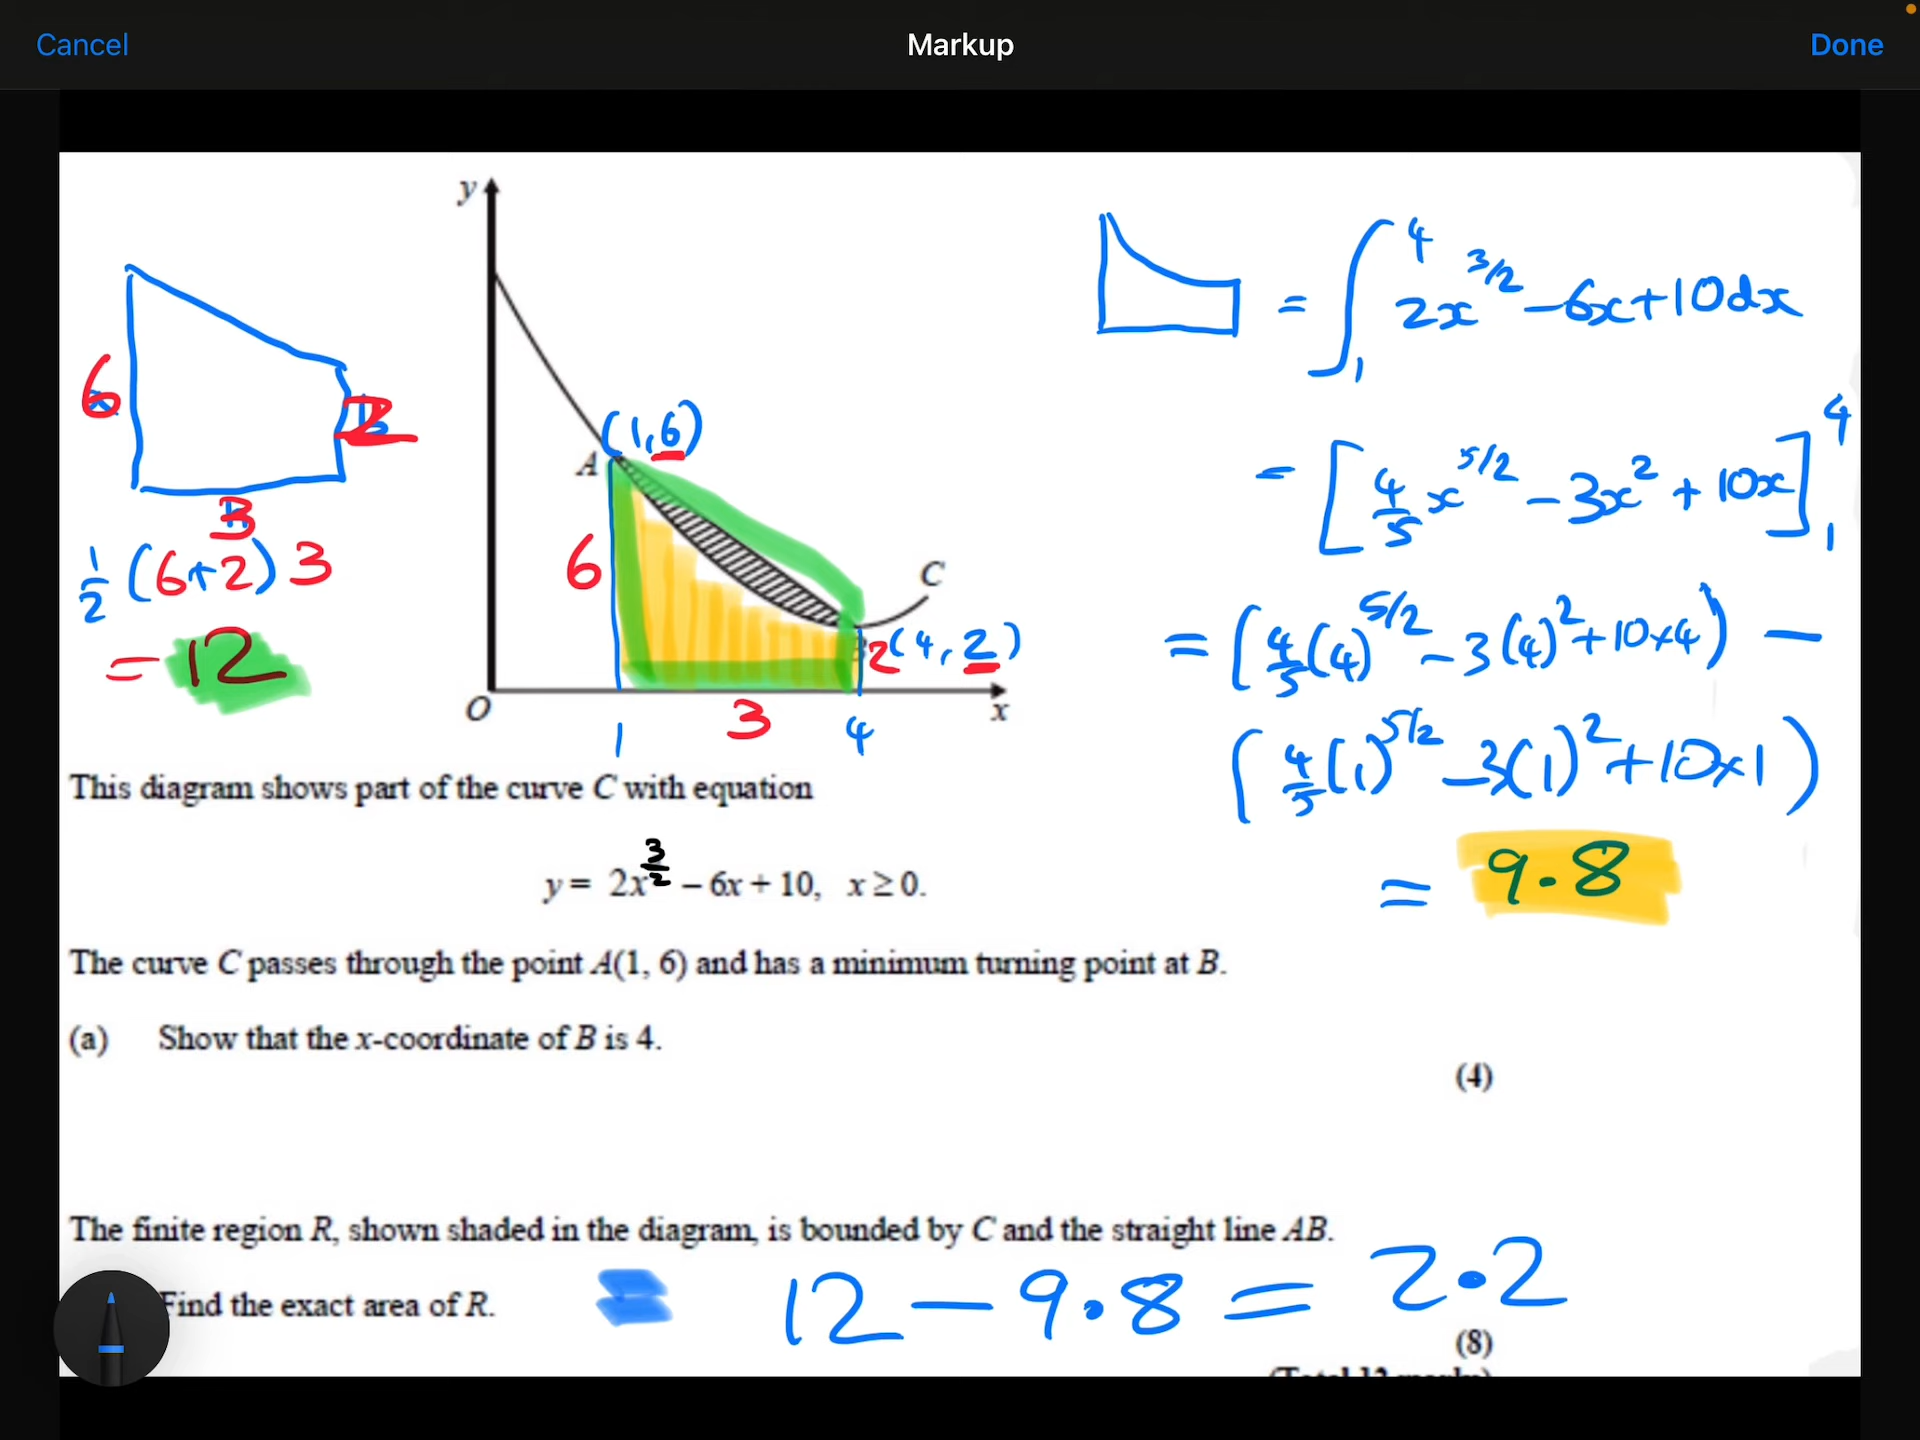 Cancel
Markup
Done
y
6
2
3
½ (6+2) 3
= 12
(1,6)
A
6
C
2
(4, 2)
O
x
1
3
4
= ∫₁⁴ 2x^3/2 - 6x + 10 dx
= [4/5 x^5/2 - 3x² + 10x]₁⁴
= (4/5 (4)^5/2 - 3(4)² + 10×4) -
(4/5 (1)^5/2 - 3(1)² + 10×1)
= 9.8
This diagram shows part of the curve C with equation
y = 2x^3/2 – 6x + 10, x ≥ 0.
The curve C passes through the point A(1, 6) and has a minimum turning point at B.
(a) Show that the x-coordinate of B is 4.
(4)
The finite region R, shown shaded in the diagram, is bounded by C and the straight line AB.
Find the exact area of R.
= 12 - 9.8 = 2.2
(8)